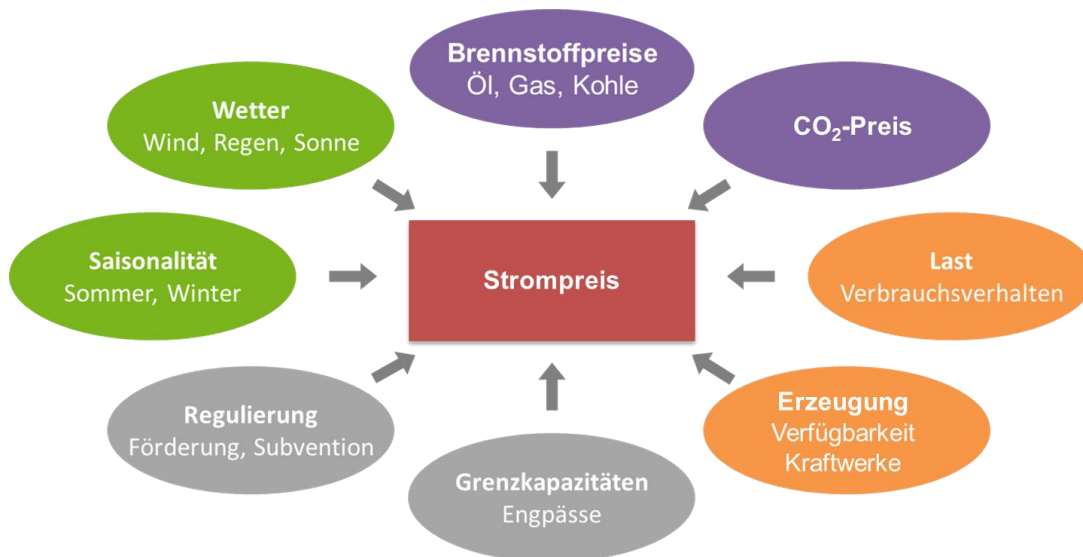 Brennstoffpreise
Öl, Gas, Kohle
Wetter
Wind, Regen, Sonne
CO₂-Preis
Saisonalität
Sommer, Winter
Strompreis
Last
Verbrauchsverhalten
Regulierung
Förderung, Subvention
Erzeugung
Verfügbarkeit
Kraftwerke
Grenzkapazitäten
Engpässe